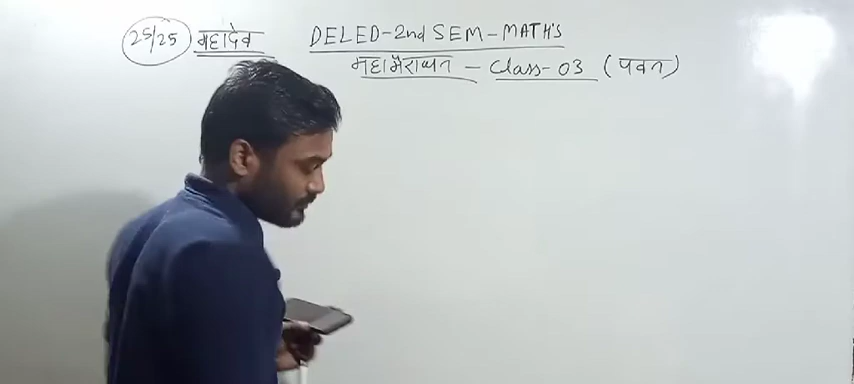 25/25 महादेव DELED-2nd SEM-MATH'S
महामैराथन - Class-03 (पवन)